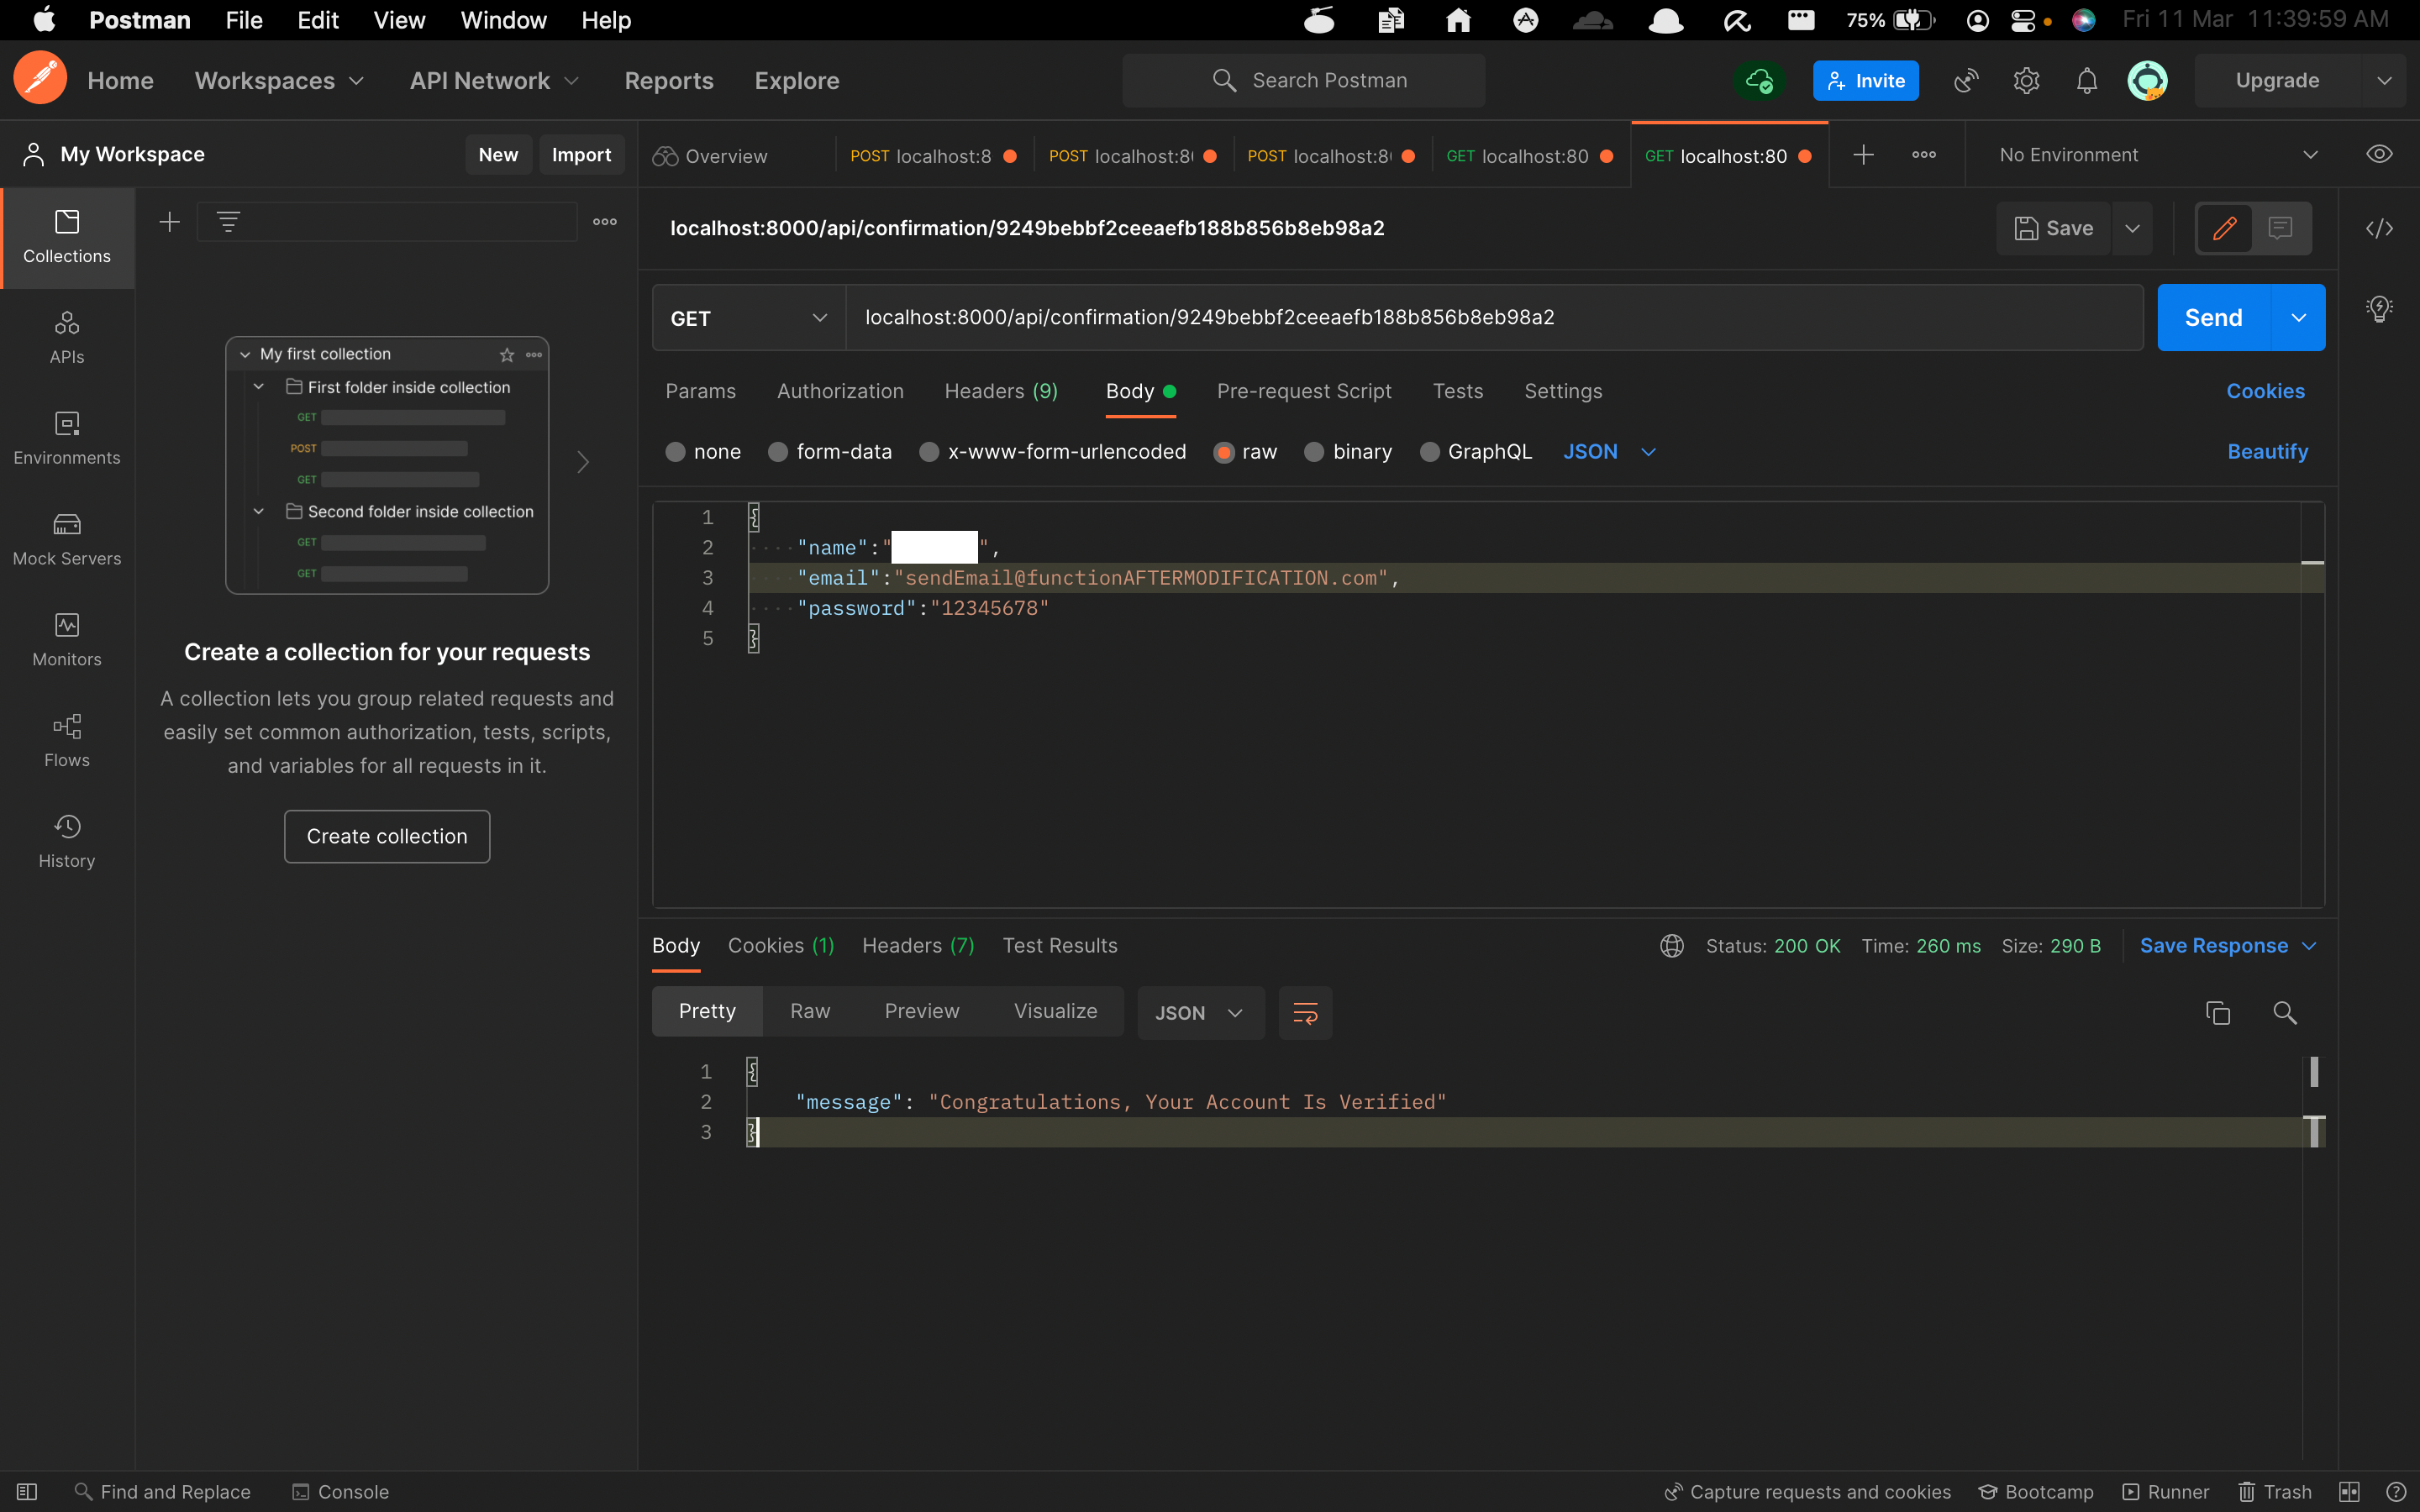 Postman File Edit View Window Help 75% Fri 11 Mar 11:39:59 AM
Home Workspaces API Network Reports Explore Search Postman Invite Upgrade
My Workspace New Import Overview POST localhost:8 POST localhost:8 POST localhost:8 GET localhost:80 GET localhost:80 No Environment
Collections
APIs
Environments
Mock Servers
Monitors
Flows
History
My first collection
First folder inside collection
GET
POST
GET
Second folder inside collection
GET
GET
Create a collection for your requests
A collection lets you group related requests and
easily set common authorization, tests, scripts,
and variables for all requests in it.
Create collection
localhost:8000/api/confirmation/9249bebbf2ceeaefb188b856b8eb98a2 Save
GET localhost:8000/api/confirmation/9249bebbf2ceeaefb188b856b8eb98a2 Send
Params Authorization Headers (9) Body Pre-request Script Tests Settings Cookies
none form-data x-www-form-urlencoded raw binary GraphQL JSON Beautify
1 {
2 "name":"          ",
3 "email":"sendEmail@functionAFTERMODIFICATION.com",
4 "password":"12345678"
5 }
Body Cookies (1) Headers (7) Test Results Status: 200 OK Time: 260 ms Size: 290 B Save Response
Pretty Raw Preview Visualize JSON
1 {
2 "message": "Congratulations, Your Account Is Verified"
3 }
Find and Replace Console Capture requests and cookies Bootcamp Runner Trash